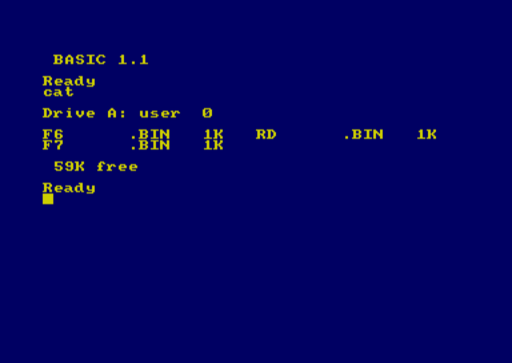 BASIC 1.1
Ready
cat
Drive A: user  0
F6      .BIN   1K   RD      .BIN   1K
F7      .BIN   1K
59K free
Ready